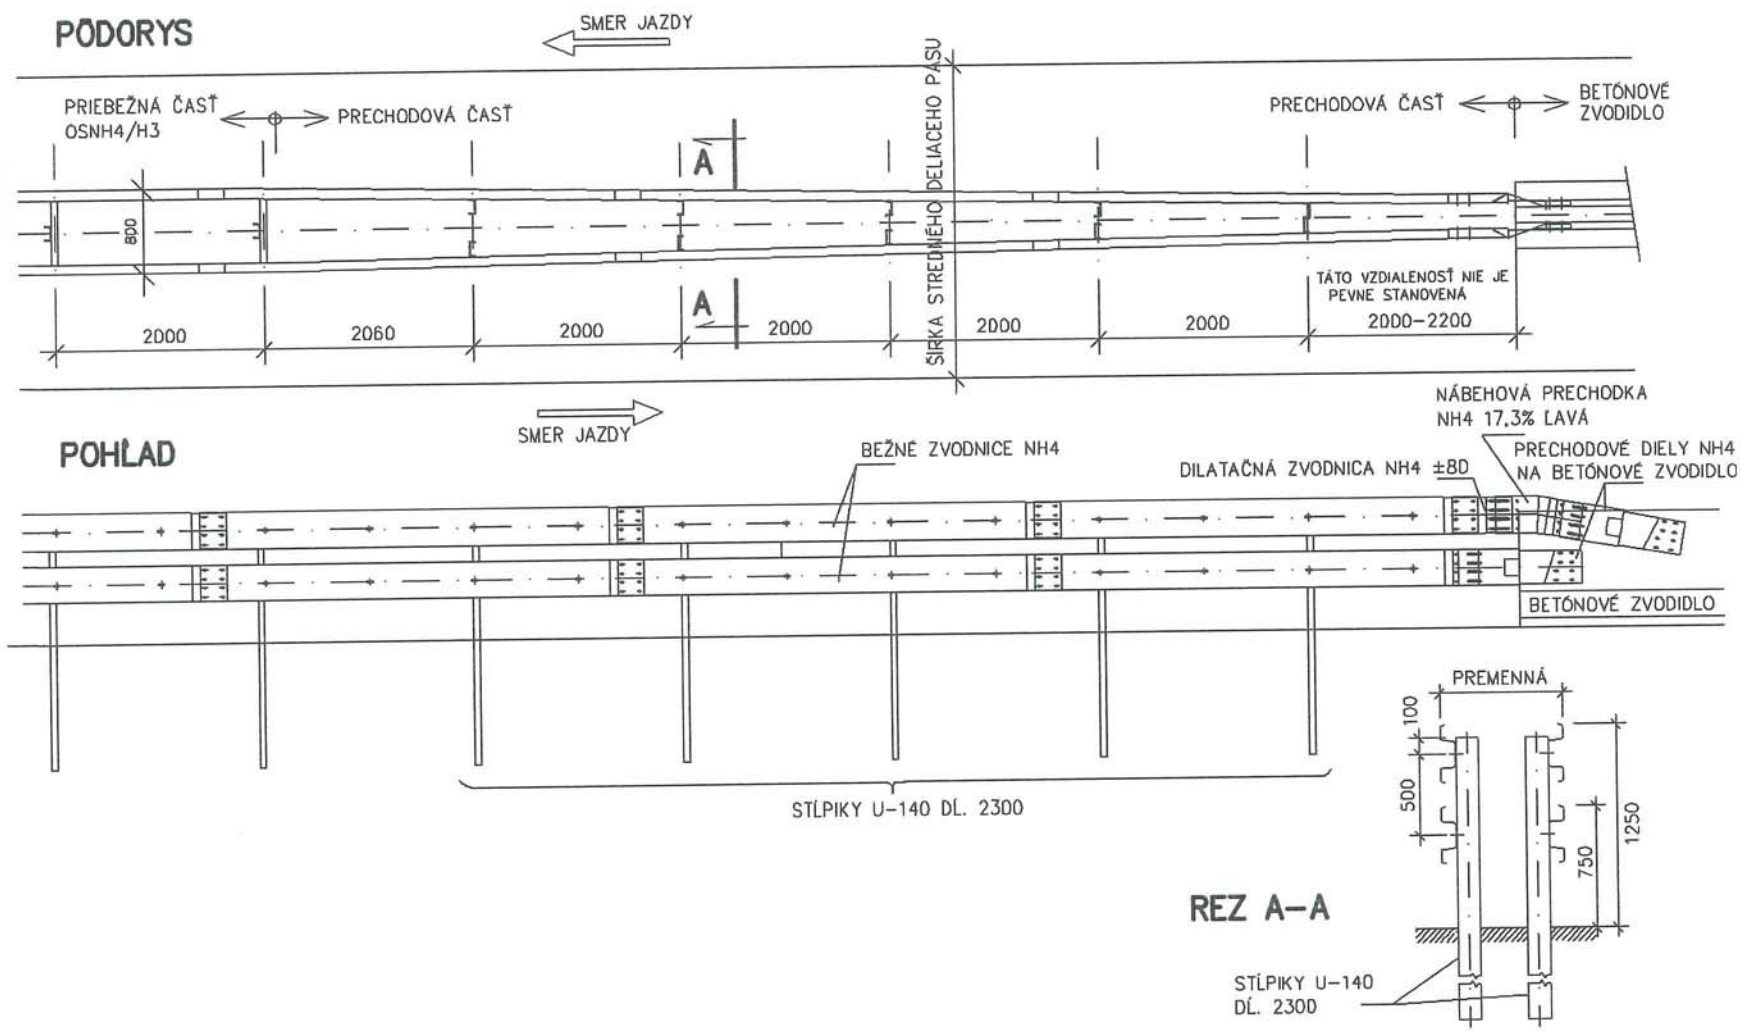 PÔDORYS
SMER JAZDY
PRIEBEŽNÁ ČASŤ
OSNH4/H3
PRECHODOVÁ ČASŤ
A
ŠÍRKA STREDNÉHO DELIACEHO PÁSU
PRECHODOVÁ ČASŤ
BETÓNOVÉ
ZVODIDLO
800
A
TÁTO VZDIALENOSŤ NIE JE
PEVNE STANOVENÁ
2000
2060
2000
2000
2000
2000
2000-2200
SMER JAZDY
POHĽAD
BEŽNÉ ZVODNICE NH4
NÁBEHOVÁ PRECHODKA
NH4 17,3% ĽAVÁ
DILATAČNÁ ZVODNICA NH4 ±80
PRECHODOVÉ DIELY NH4
NA BETÓNOVÉ ZVODIDLO
BETÓNOVÉ ZVODIDLO
STĹPIKY U-140 DĹ. 2300
PREMENNÁ
100
500
750
1250
REZ A-A
STĹPIKY U-140
DĹ. 2300